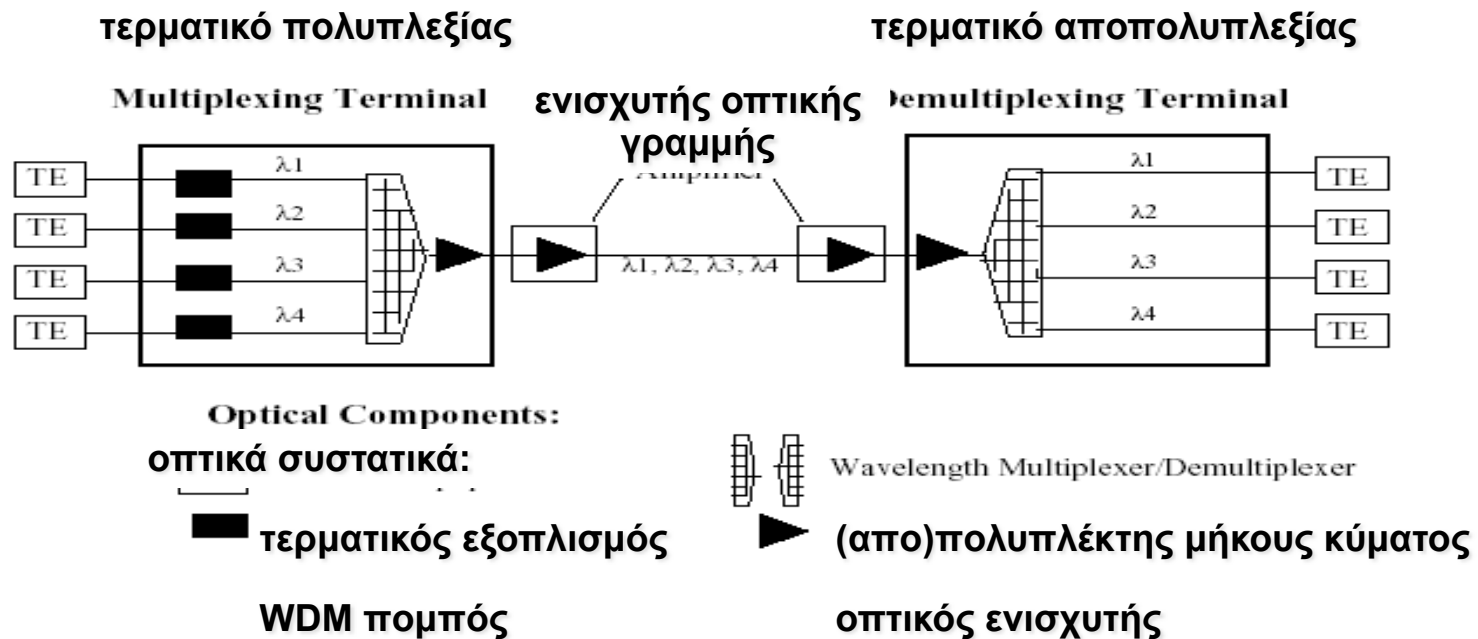 τερματικό πολυπλεξίας
τερματικό αποπολυπλεξίας
Multiplexing Terminal
ενισχυτής οπτικής
γραμμής
Demultiplexing Terminal
TE
λ1
λ1
TE
TE
λ2
λ2
TE
TE
λ3
λ1, λ2, λ3, λ4
λ3
TE
TE
λ4
λ4
TE
Optical Components:
οπτικά συστατικά:
Wavelength Multiplexer/Demultiplexer
τερματικός εξοπλισμός
(απο)πολυπλέκτης μήκους κύματος
WDM πομπός
οπτικός ενισχυτής